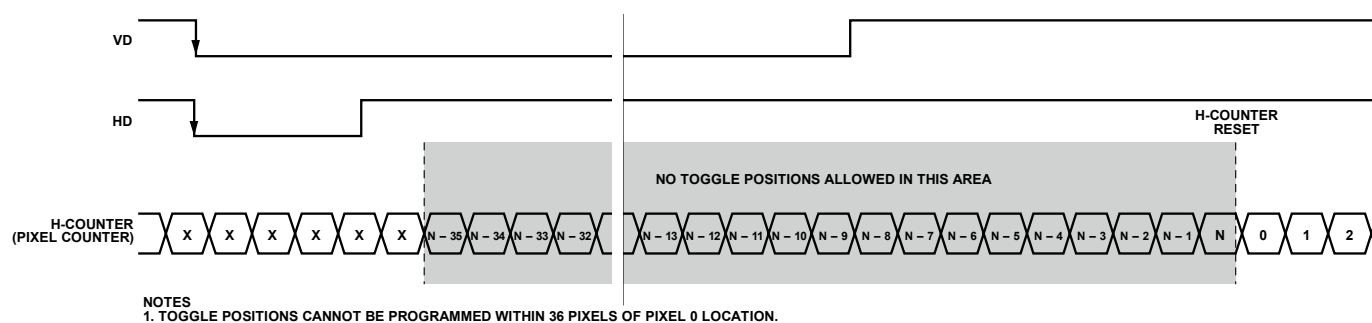 VD
HD
H-COUNTER
RESET
NO TOGGLE POSITIONS ALLOWED IN THIS AREA
H-COUNTER
(PIXEL COUNTER)
X X X X X X N – 35 N – 34 N – 33 N – 32 N – 13 N – 12 N – 11 N – 10 N – 9 N – 8 N – 7 N – 6 N – 5 N – 4 N – 3 N – 2 N – 1 N 0 1 2
NOTES
1. TOGGLE POSITIONS CANNOT BE PROGRAMMED WITHIN 36 PIXELS OF PIXEL 0 LOCATION.